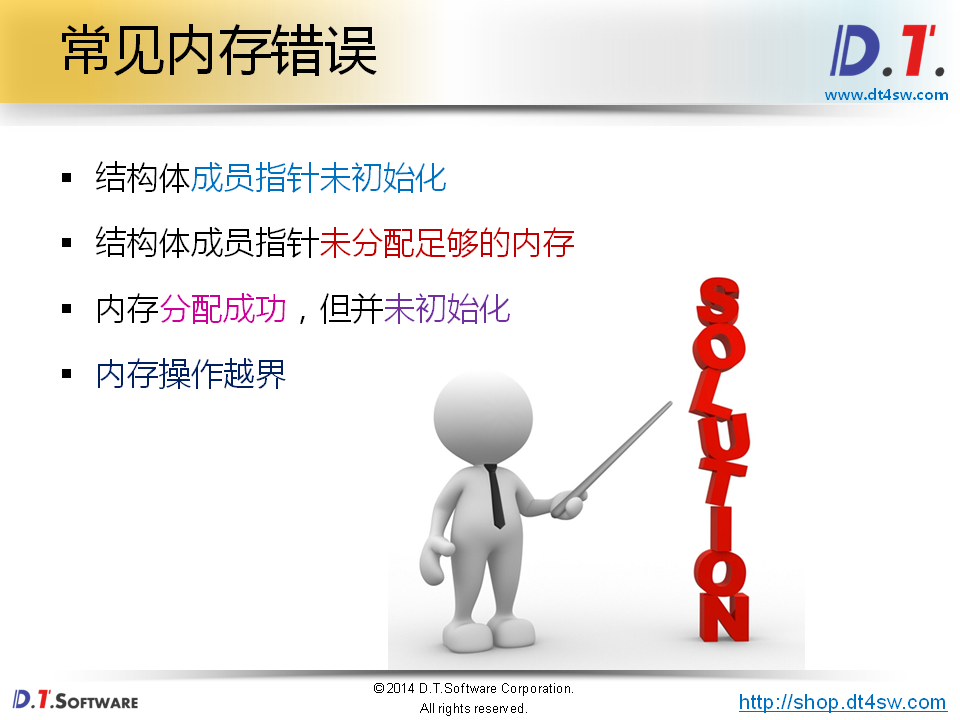 常见内存错误
D.T.
www.dt4sw.com
▪ 结构体成员指针未初始化
▪ 结构体成员指针未分配足够的内存
▪ 内存分配成功，但并未初始化
▪ 内存操作越界
SOLUTION
D.T.SOFTWARE
©2014 D.T.Software Corporation.
All rights reserved.
http://shop.dt4sw.com